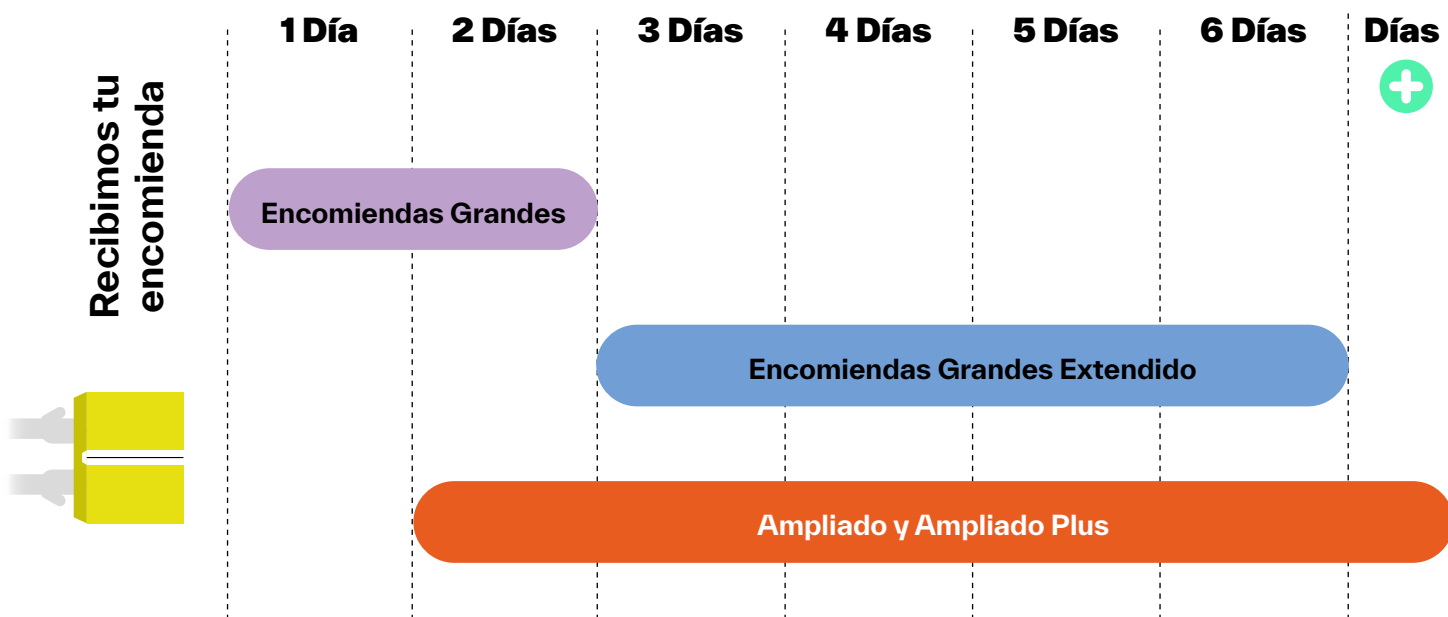 1 Día
2 Días
3 Días
4 Días
5 Días
6 Días
Días
Recibimos tu
encomienda
Encomiendas Grandes
Encomiendas Grandes Extendido
Ampliado y Ampliado Plus